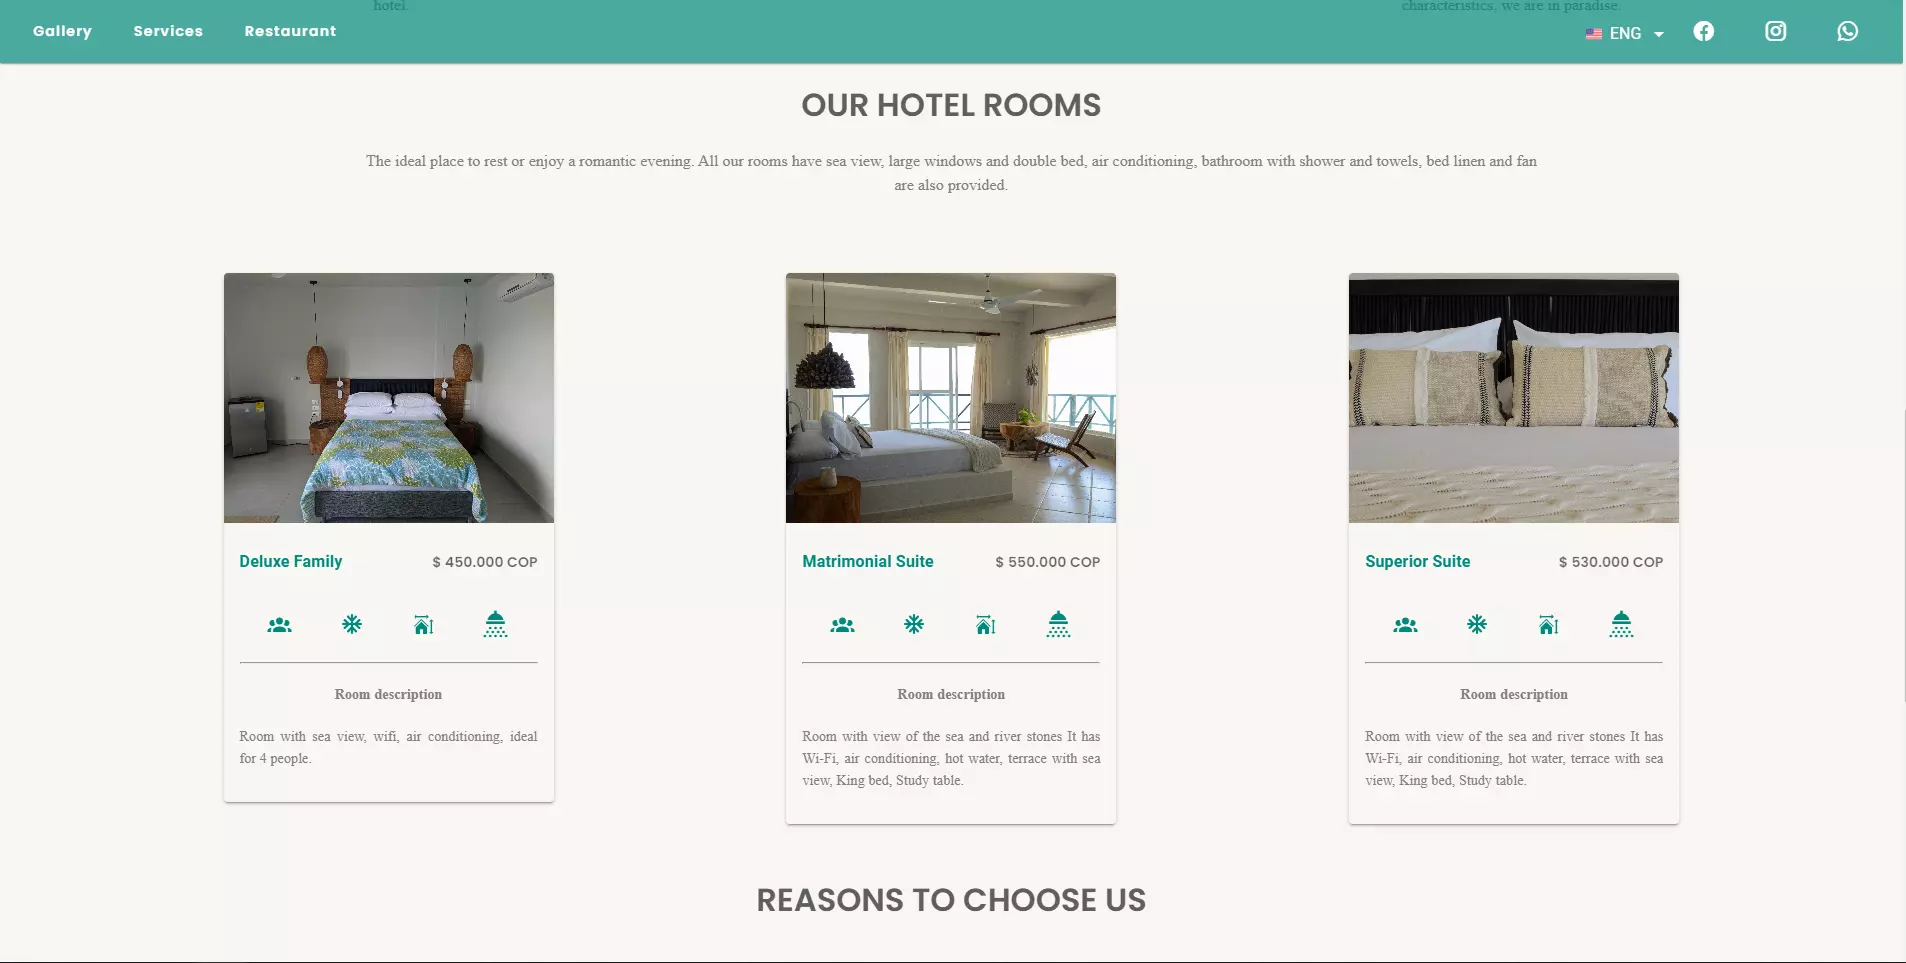 hotel.
characteristics, we are in paradise.
Gallery
Services
Restaurant
ENG
OUR HOTEL ROOMS
The ideal place to rest or enjoy a romantic evening. All our rooms have sea view, large windows and double bed, air conditioning, bathroom with shower and towels, bed linen and fan
are also provided.
Deluxe Family
$ 450.000 COP
Room description
Room with sea view, wifi, air conditioning, ideal
for 4 people.
Matrimonial Suite
$ 550.000 COP
Room description
Room with view of the sea and river stones It has
Wi-Fi, air conditioning, hot water, terrace with sea
view, King bed, Study table.
Superior Suite
$ 530.000 COP
Room description
Room with view of the sea and river stones It has
Wi-Fi, air conditioning, hot water, terrace with sea
view, King bed, Study table.
REASONS TO CHOOSE US